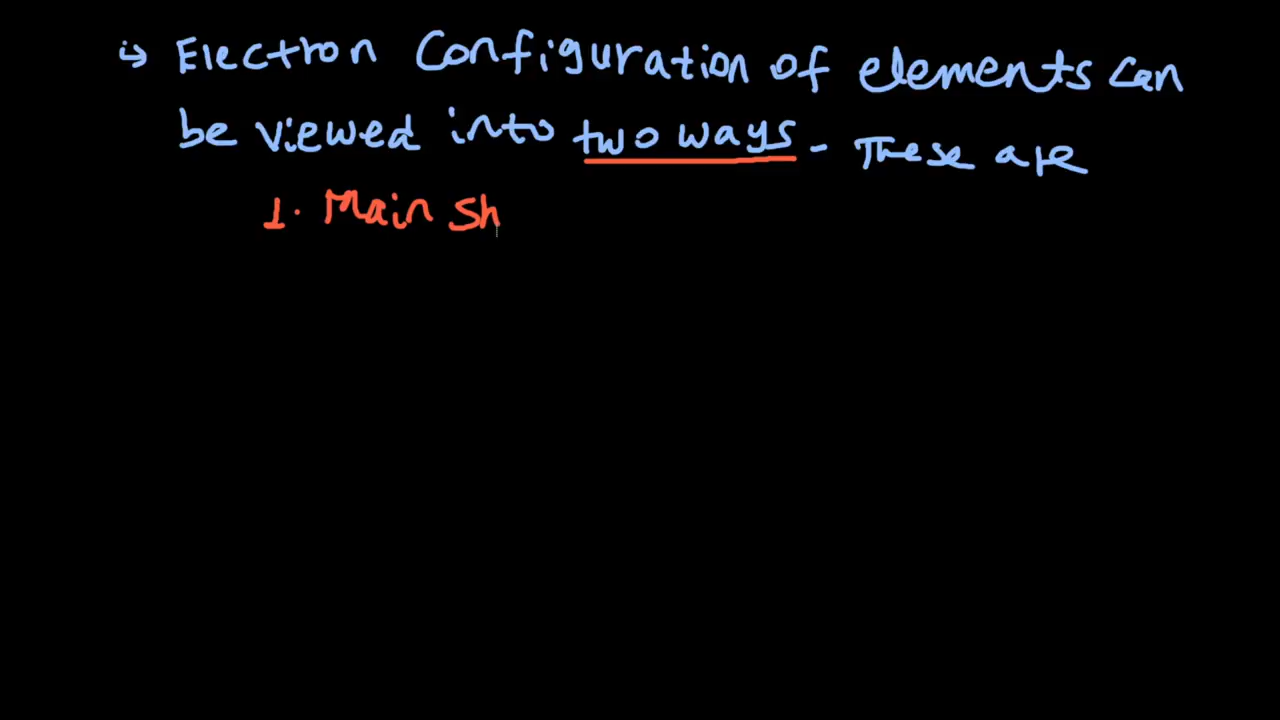 → Electron Configuration of elements can
be viewed into two ways - These are
1. Main Sh